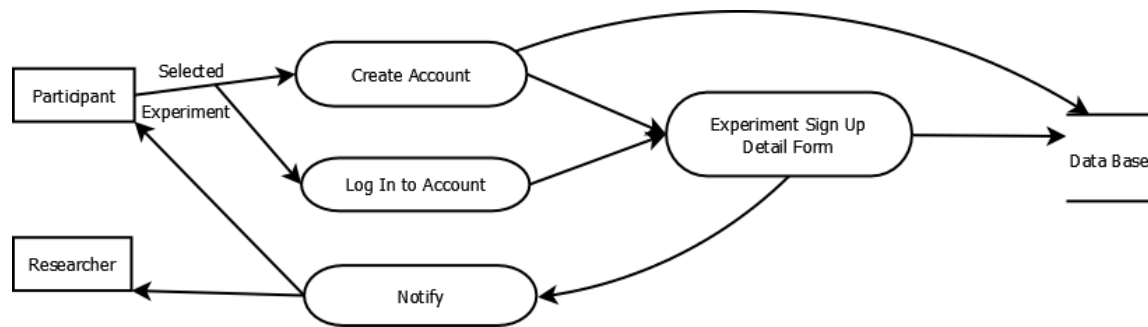 Selected
Create Account
Participant
Experiment
Experiment Sign Up
Detail Form
Data Base
Log In to Account
Researcher
Notify